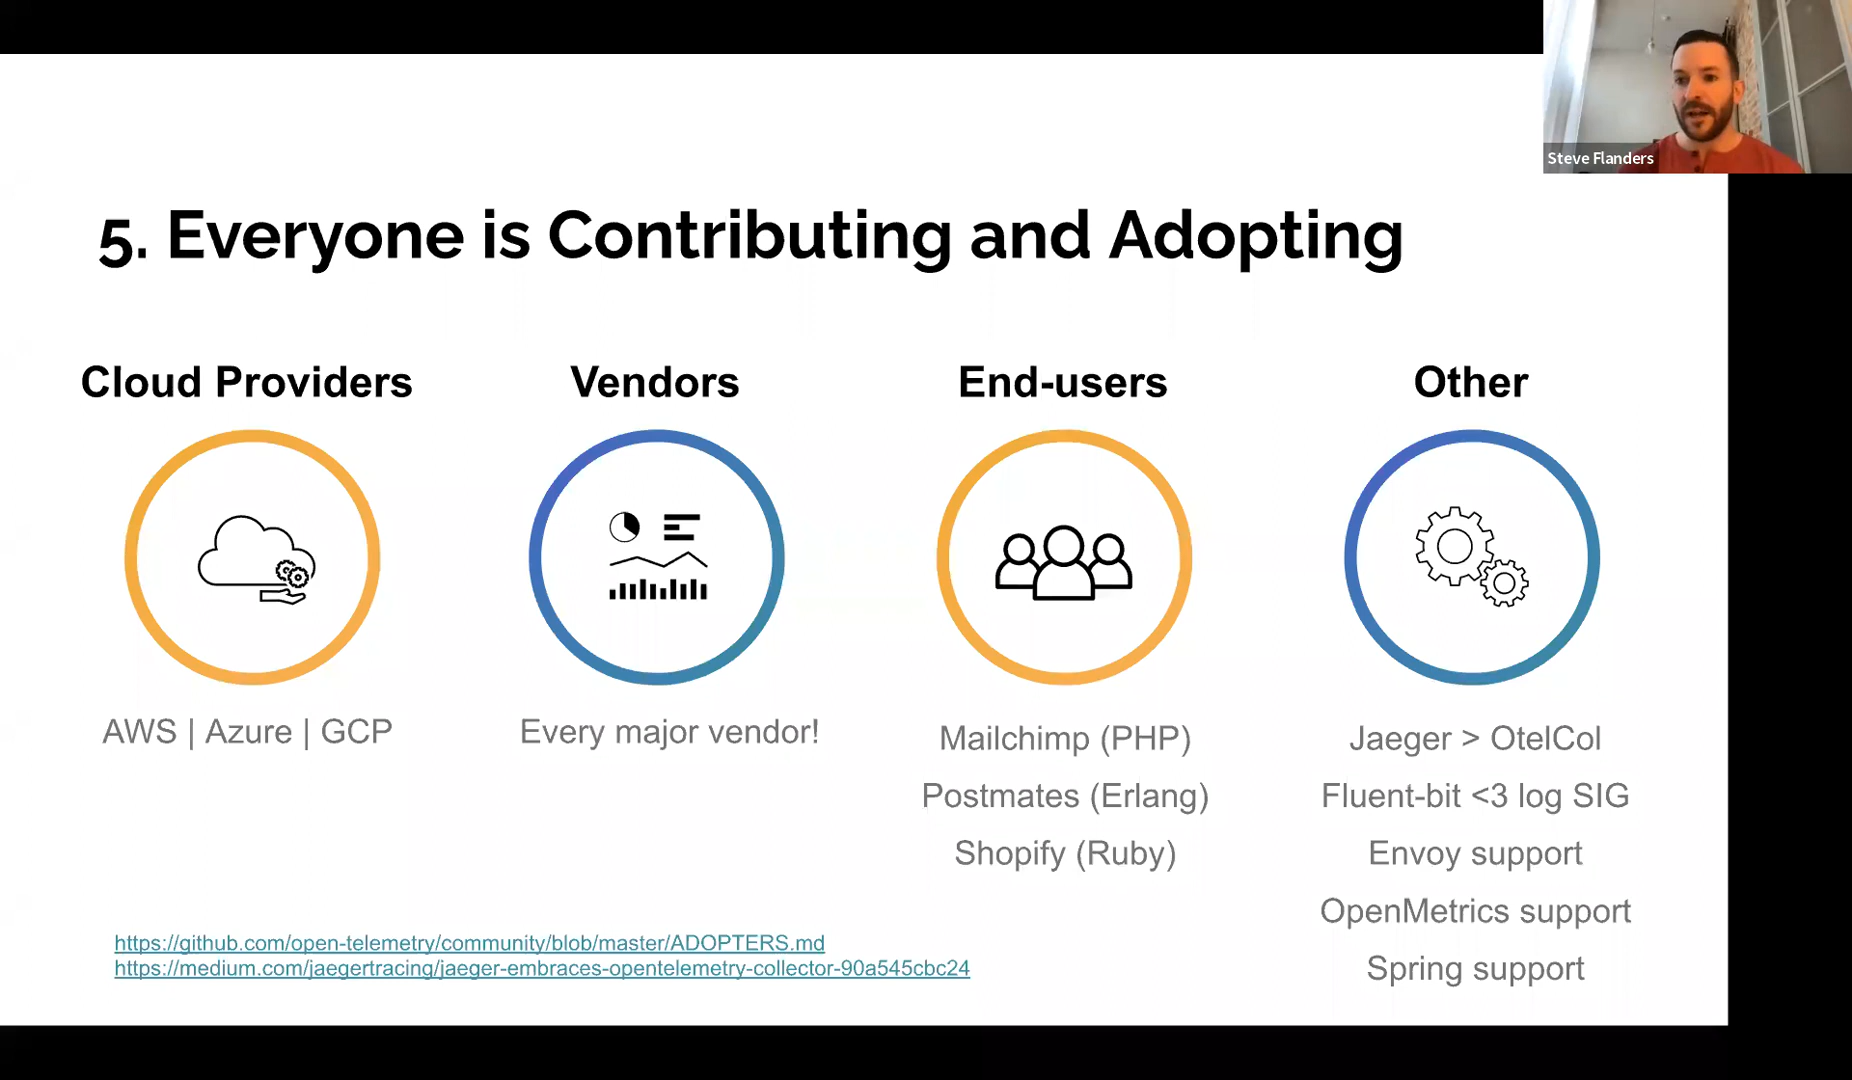 Steve Flanders
5. Everyone is Contributing and Adopting
Cloud Providers
AWS | Azure | GCP
Vendors
Every major vendor!
End-users
Mailchimp (PHP)
Postmates (Erlang)
Shopify (Ruby)
Other
Jaeger > OtelCol
Fluent-bit <3 log SIG
Envoy support
OpenMetrics support
Spring support
https://github.com/open-telemetry/community/blob/master/ADOPTERS.md
https://medium.com/jaegertracing/jaeger-embraces-opentelemetry-collector-90a545cbc24